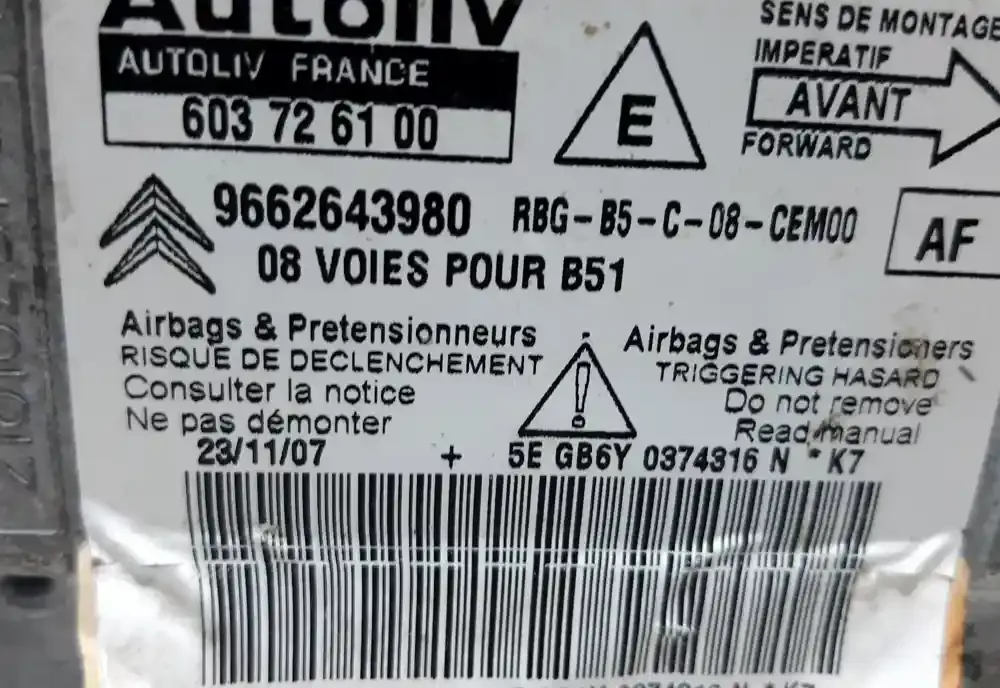 Autoliv
AUTOLIV FRANCE
603 72 61 00
E
SENS DE MONTAGE
IMPERATIF
AVANT
FORWARD
9662643980 RBG-B5-C-08-CEM00
AF
08 VOIES POUR B51
Airbags & Pretensionneurs
RISQUE DE DECLENCHEMENT
Consulter la notice
Ne pas démonter
!
Airbags & Pretensioners
TRIGGERING HASARD
Do not remove
Read manual
23/11/07 + 5E GB6Y 0374316 N * K7